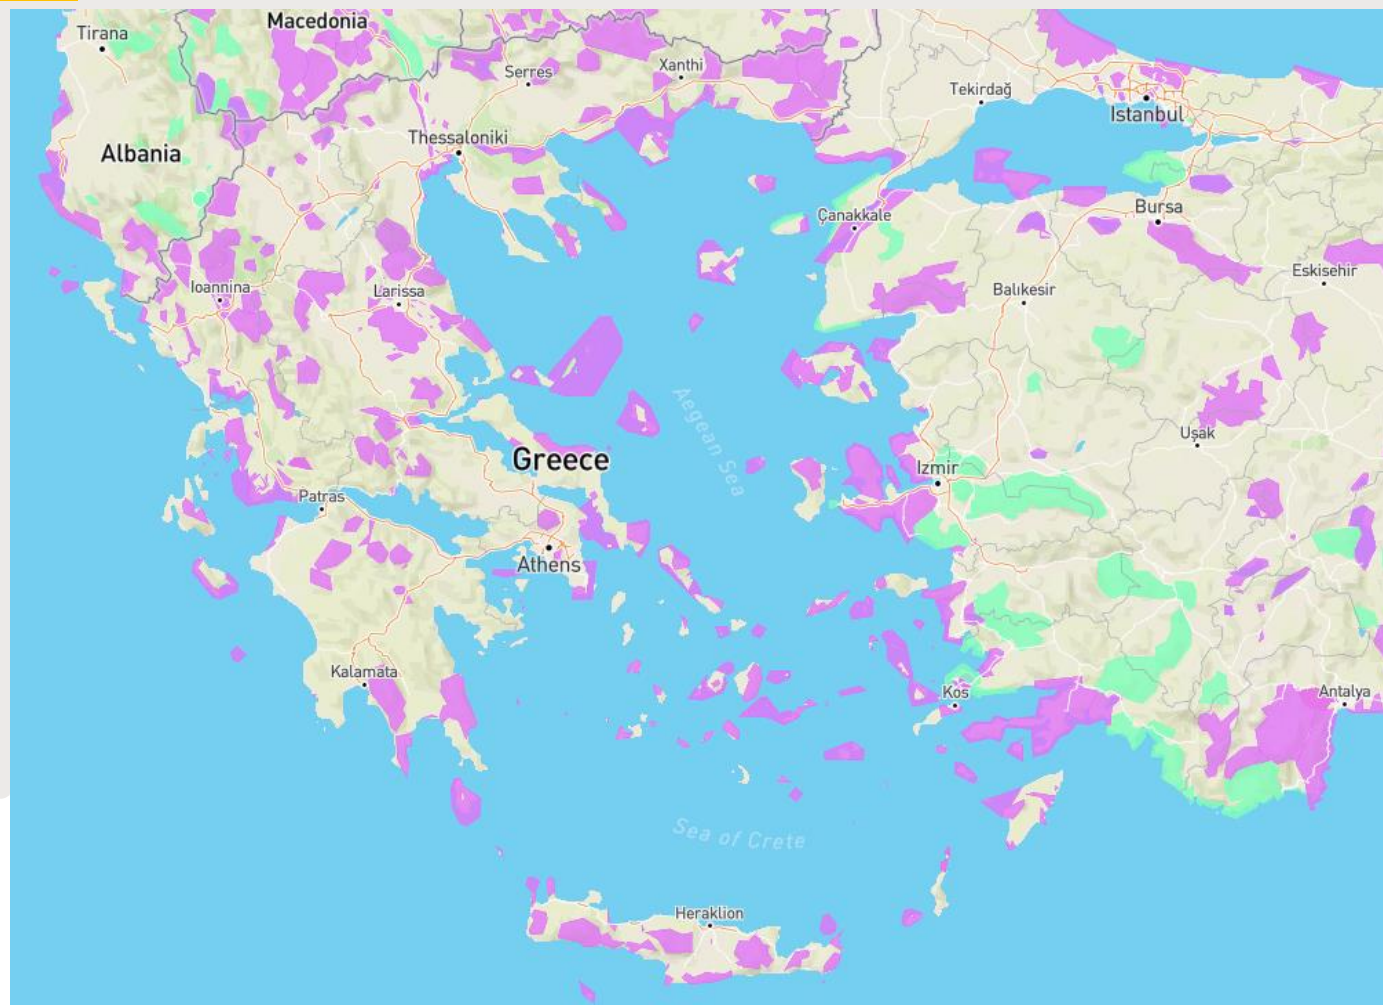 Macedonia
Tirana
Serres
Xanthi
Tekirdağ
Istanbul
Thessaloniki
Albania
Çanakkale
Bursa
Ioannina
Larissa
Balıkesir
Eskisehir
Aegean Sea
Uşak
Greece
Izmir
Patras
Athens
Kalamata
Kos
Antalya
Sea of Crete
Heraklion